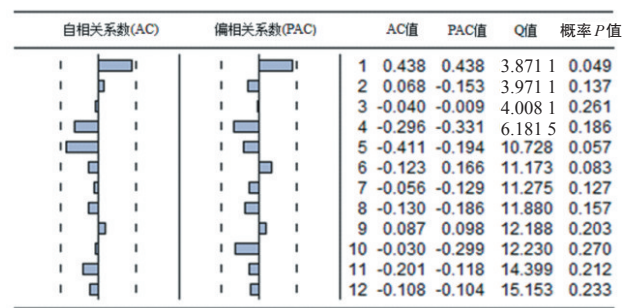 自相关系数(AC) 偏相关系数(PAC) AC值 PAC值 Q值 概率P值
1 0.438 0.438 3.871 1 0.049
2 0.068 -0.153 3.971 1 0.137
3 -0.040 -0.009 4.008 1 0.261
4 -0.296 -0.331 6.181 5 0.186
5 -0.411 -0.194 10.728 0.057
6 -0.123 0.166 11.173 0.083
7 -0.056 -0.129 11.275 0.127
8 -0.130 -0.186 11.880 0.157
9 0.087 0.098 12.188 0.203
10 -0.030 -0.299 12.230 0.270
11 -0.201 -0.118 14.399 0.212
12 -0.108 -0.104 15.153 0.233